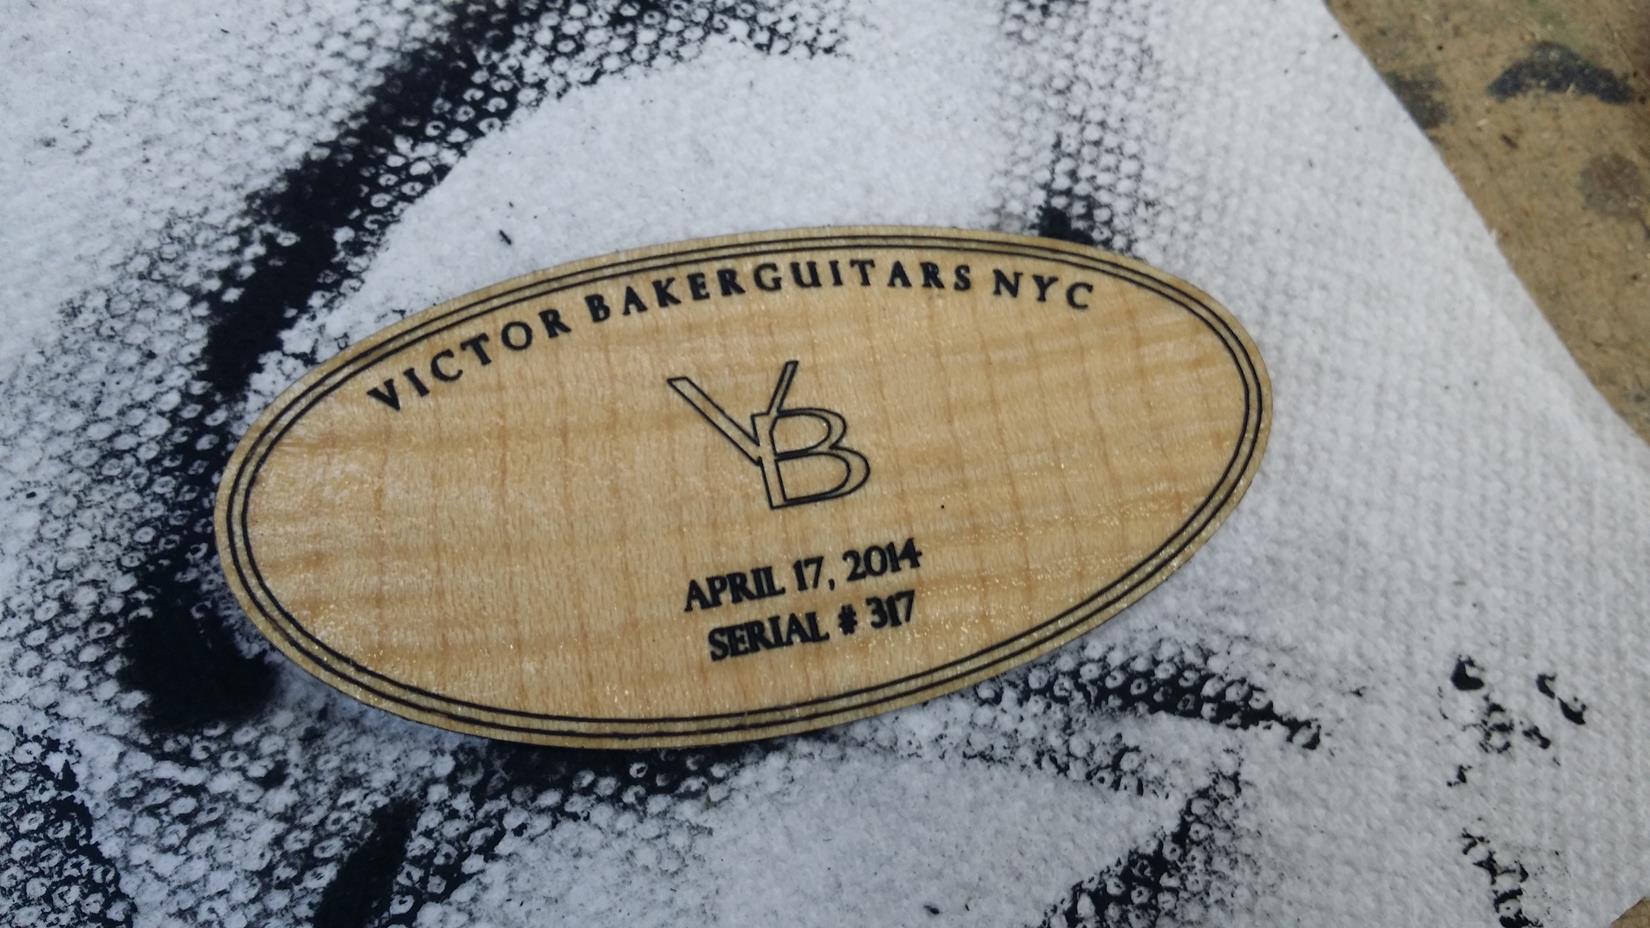 VICTOR BAKERGUITARS NYC
VB
APRIL 17, 2014
SERIAL # 317